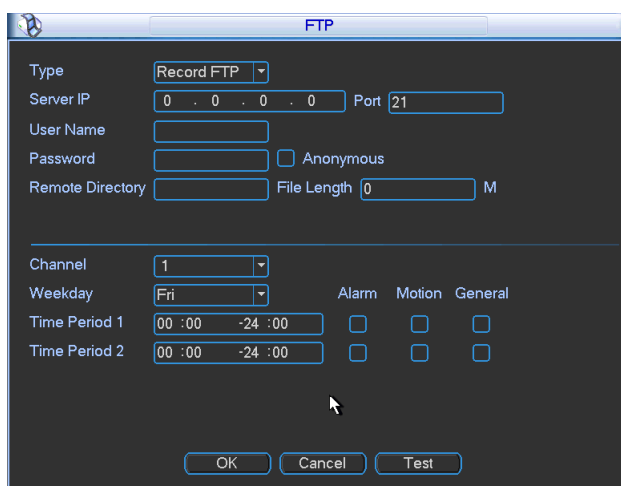 FTP
Type Record FTP
Server IP 0 . 0 . 0 . 0 Port 21
User Name
Password Anonymous
Remote Directory File Length 0 M
Channel 1
Weekday Fri Alarm Motion General
Time Period 1 00 :00 -24 :00
Time Period 2 00 :00 -24 :00
OK Cancel Test